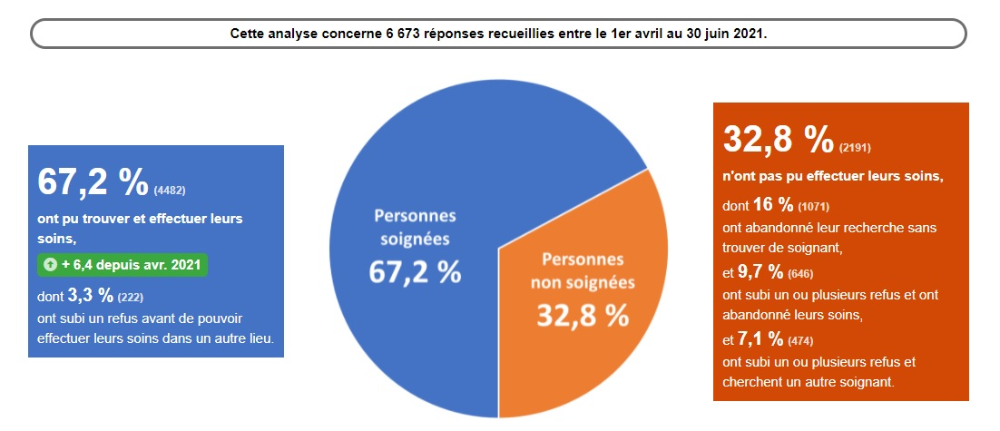 Cette analyse concerne 6 673 réponses recueillies entre le 1er avril au 30 juin 2021.
67,2 % (4482)
ont pu trouver et effectuer leurs
soins,
+ 6,4 depuis avr. 2021
dont 3,3 % (222)
ont subi un refus avant de pouvoir
effectuer leurs soins dans un autre lieu.
Personnes
soignées
67,2 %
Personnes
non soignées
32,8 %
32,8 % (2191)
n'ont pas pu effectuer leurs soins,
dont 16 % (1071)
ont abandonné leur recherche sans
trouver de soignant,
et 9,7 % (646)
ont subi un ou plusieurs refus et ont
abandonné leurs soins,
et 7,1 % (474)
ont subi un ou plusieurs refus et
cherchent un autre soignant.